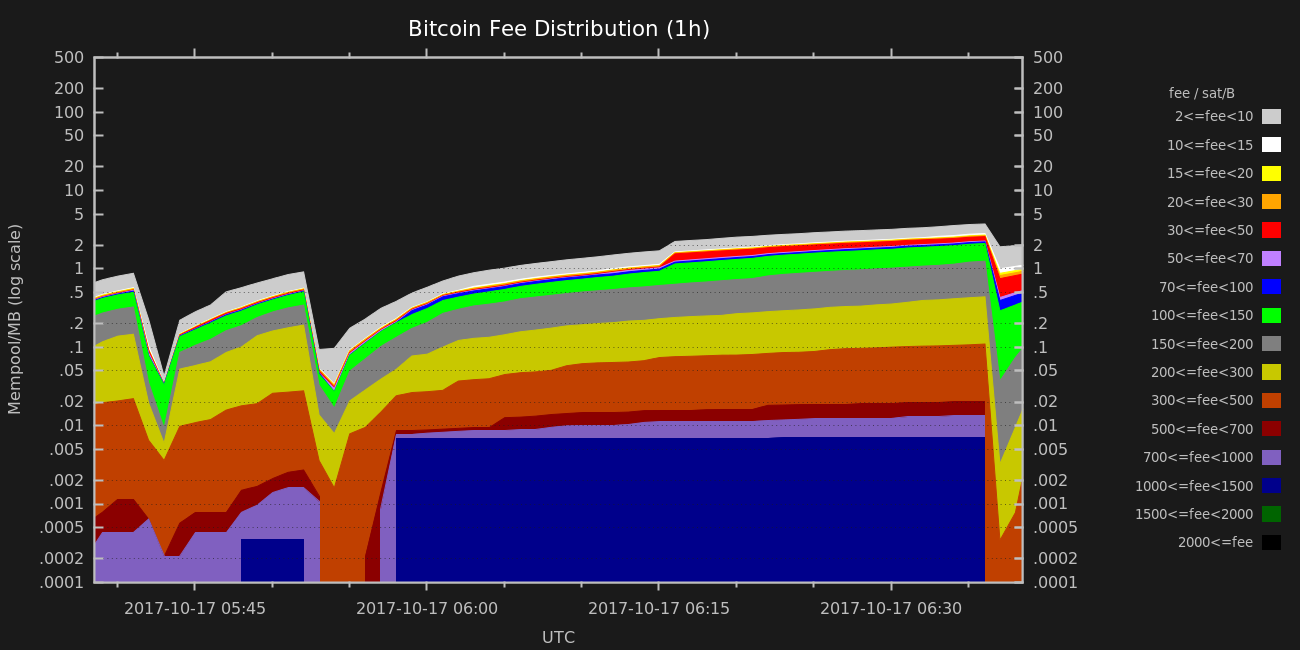 Bitcoin Fee Distribution (1h)
500
200
100
50
20
10
5
2
1
.5
.2
.1
.05
.02
.01
.005
.002
.001
.0005
.0002
.0001
Mempool/MB (log scale)
500
200
100
50
20
10
5
2
1
.5
.2
.1
.05
.02
.01
.005
.002
.001
.0005
.0002
.0001
2017-10-17 05:45
2017-10-17 06:00
2017-10-17 06:15
2017-10-17 06:30
UTC
fee / sat/B
2<=fee<10
10<=fee<15
15<=fee<20
20<=fee<30
30<=fee<50
50<=fee<70
70<=fee<100
100<=fee<150
150<=fee<200
200<=fee<300
300<=fee<500
500<=fee<700
700<=fee<1000
1000<=fee<1500
1500<=fee<2000
2000<=fee